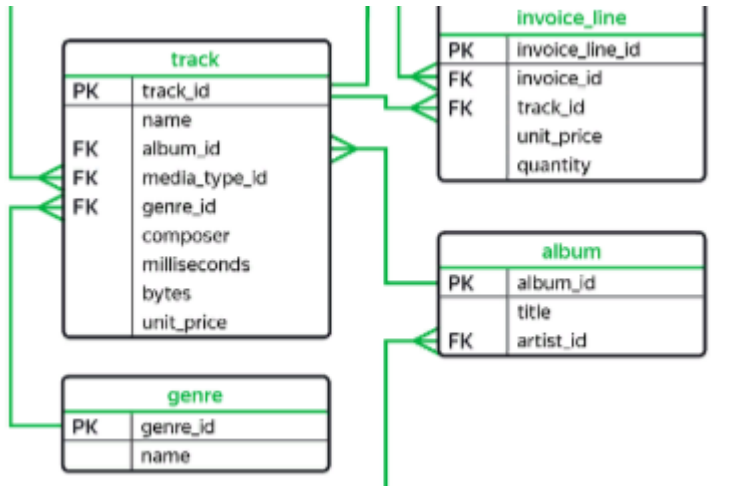 track
PK track_id
name
FK album_id
FK media_type_id
FK genre_id
composer
milliseconds
bytes
unit_price
genre
PK genre_id
name
invoice_line
PK invoice_line_id
FK invoice_id
FK track_id
unit_price
quantity
album
PK album_id
title
FK artist_id